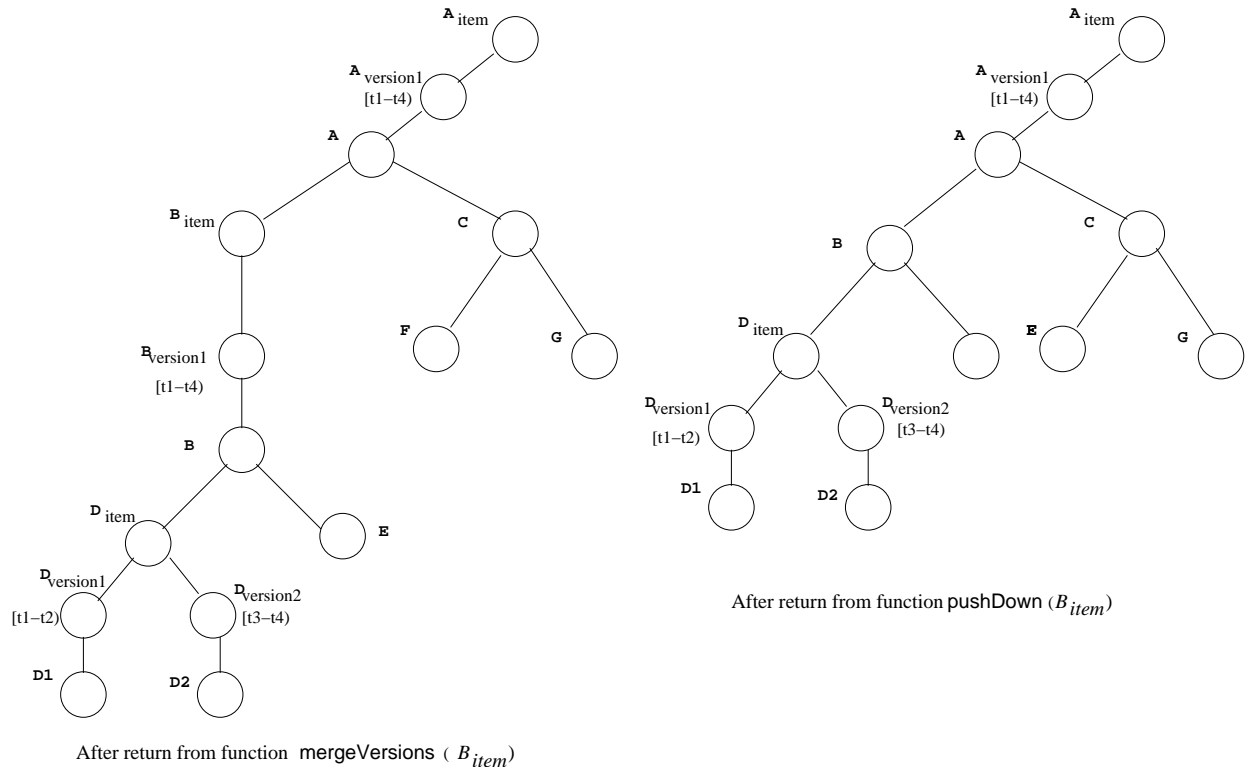 A item
A version1
[t1–t4)
A
B item
C
F
G
B version1
[t1–t4)
B
D item
E
D version1
[t1–t2)
D version2
[t3–t4)
D1
D2
After return from function mergeVersions ( B item)
A item
A version1
[t1–t4)
A
B
C
D item
E
G
D version1
[t1–t2)
D version2
[t3–t4)
D1
D2
After return from function pushDown (B item)